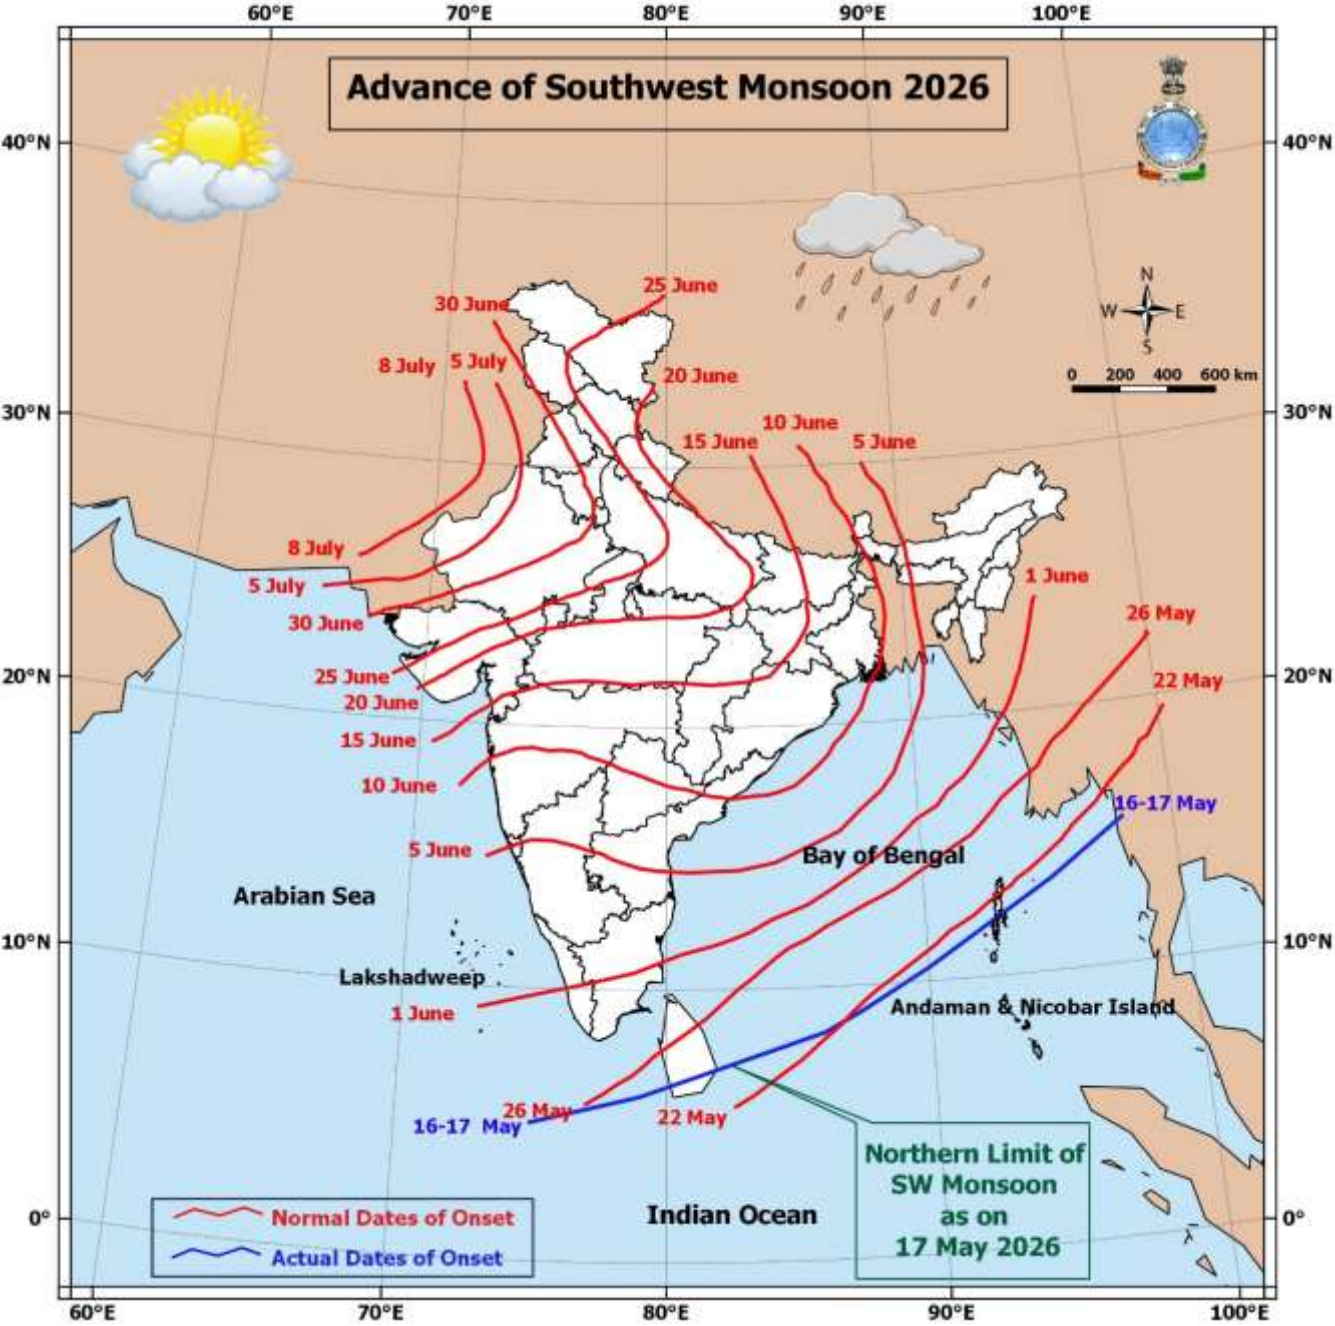 60°E 70°E 80°E 90°E 100°E
Advance of Southwest Monsoon 2026
40°N 40°N
N
W E
S
0 200 400 600 km
25 June
30 June
8 July 5 July
20 June
30°N 30°N
10 June
15 June 5 June
8 July
5 July
1 June
30 June
26 May
25 June
20°N 20°N
22 May
20 June
15 June
10 June
16-17 May
5 June
Bay of Bengal
Arabian Sea
10°N 10°N
Lakshadweep
1 June
Andaman & Nicobar Island
26 May
22 May
16-17 May
Northern Limit of
SW Monsoon
as on
17 May 2026
Indian Ocean
0° 0°
Normal Dates of Onset
Actual Dates of Onset
60°E 70°E 80°E 90°E 100°E